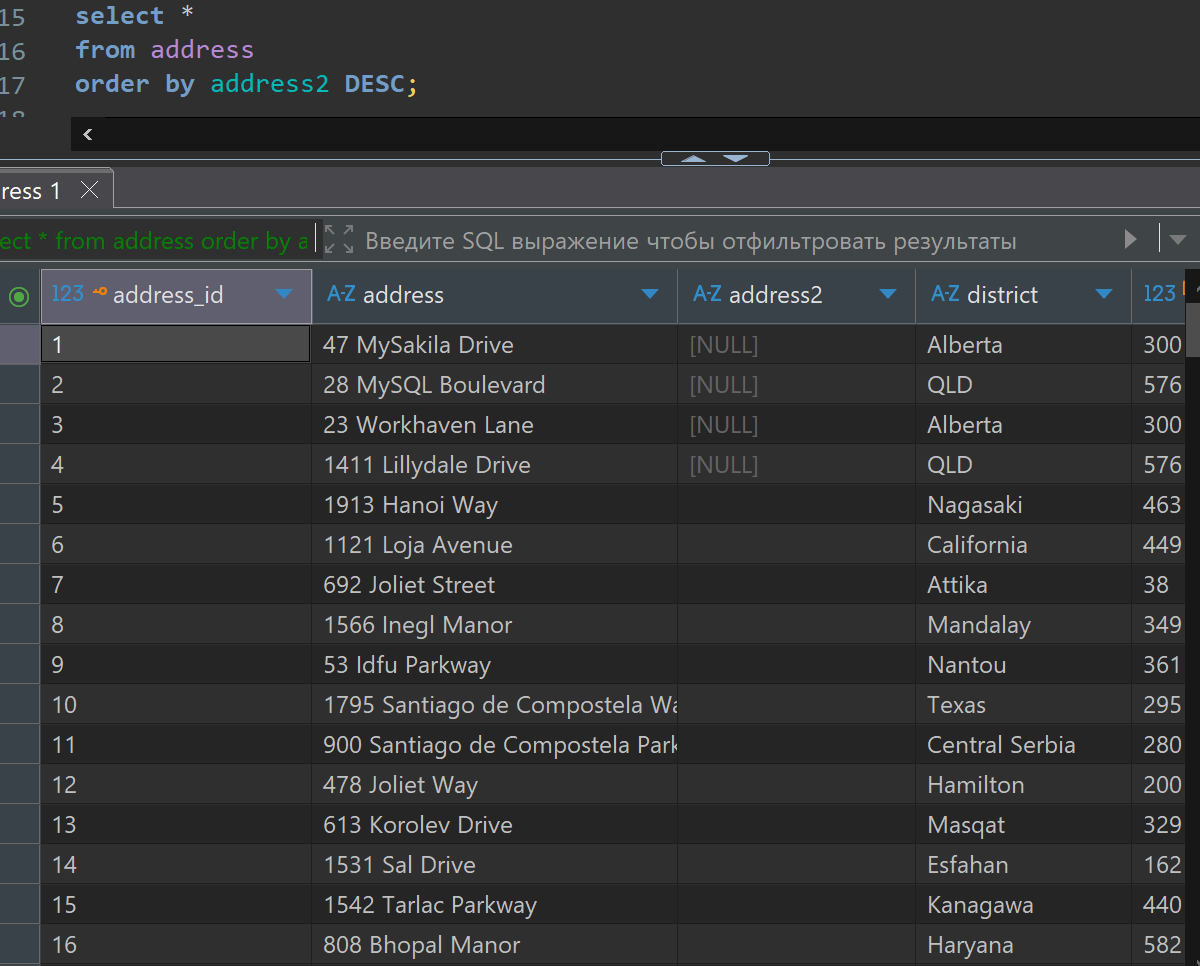 15 select *
16 from address
17 order by address2 DESC;
18
ress 1
ect * from address order by a Введите SQL выражение чтобы отфильтровать результаты
123 address_id A-Z address A-Z address2 A-Z district 123
1 47 MySakila Drive [NULL] Alberta 300
2 28 MySQL Boulevard [NULL] QLD 576
3 23 Workhaven Lane [NULL] Alberta 300
4 1411 Lillydale Drive [NULL] QLD 576
5 1913 Hanoi Way Nagasaki 463
6 1121 Loja Avenue California 449
7 692 Joliet Street Attika 38
8 1566 Inegl Manor Mandalay 349
9 53 Idfu Parkway Nantou 361
10 1795 Santiago de Compostela Wa Texas 295
11 900 Santiago de Compostela Park Central Serbia 280
12 478 Joliet Way Hamilton 200
13 613 Korolev Drive Masqat 329
14 1531 Sal Drive Esfahan 162
15 1542 Tarlac Parkway Kanagawa 440
16 808 Bhopal Manor Haryana 582